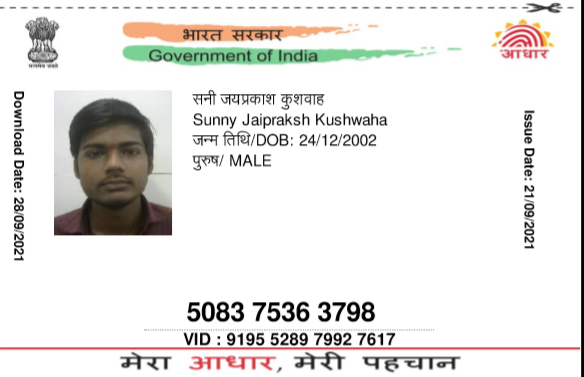 भारत सरकार
Government of India
सत्यमेव जयते
आधार
Download Date: 28/09/2021
सनी जयप्रकाश कुशवाह
Sunny Jaipraksh Kushwaha
जन्म तिथि/DOB: 24/12/2002
पुरुष/ MALE
Issue Date: 21/09/2021
5083 7536 3798
VID : 9195 5289 7992 7617
मेरा आधार, मेरी पहचान